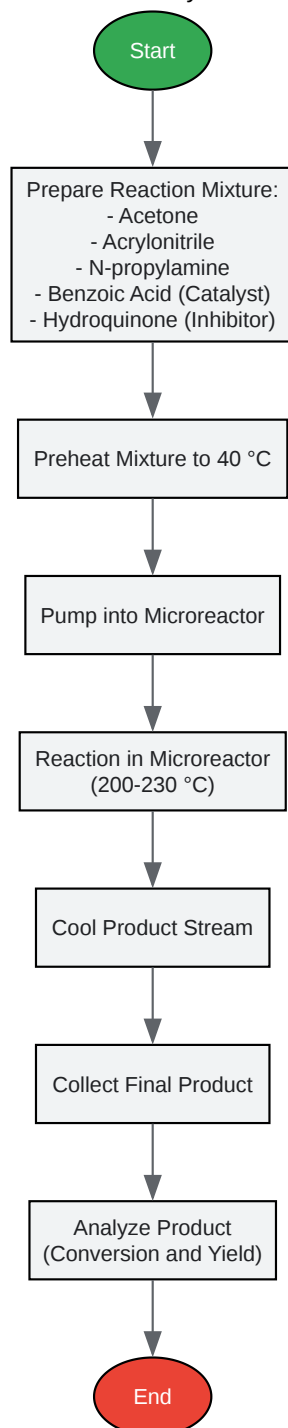 Start
Prepare Reaction Mixture:
- Acetone
- Acrylonitrile
- N-propylamine
- Benzoic Acid (Catalyst)
- Hydroquinone (Inhibitor)
Preheat Mixture to 40 °C
Pump into Microreactor
Reaction in Microreactor
(200-230 °C)
Cool Product Stream
Collect Final Product
Analyze Product
(Conversion and Yield)
End